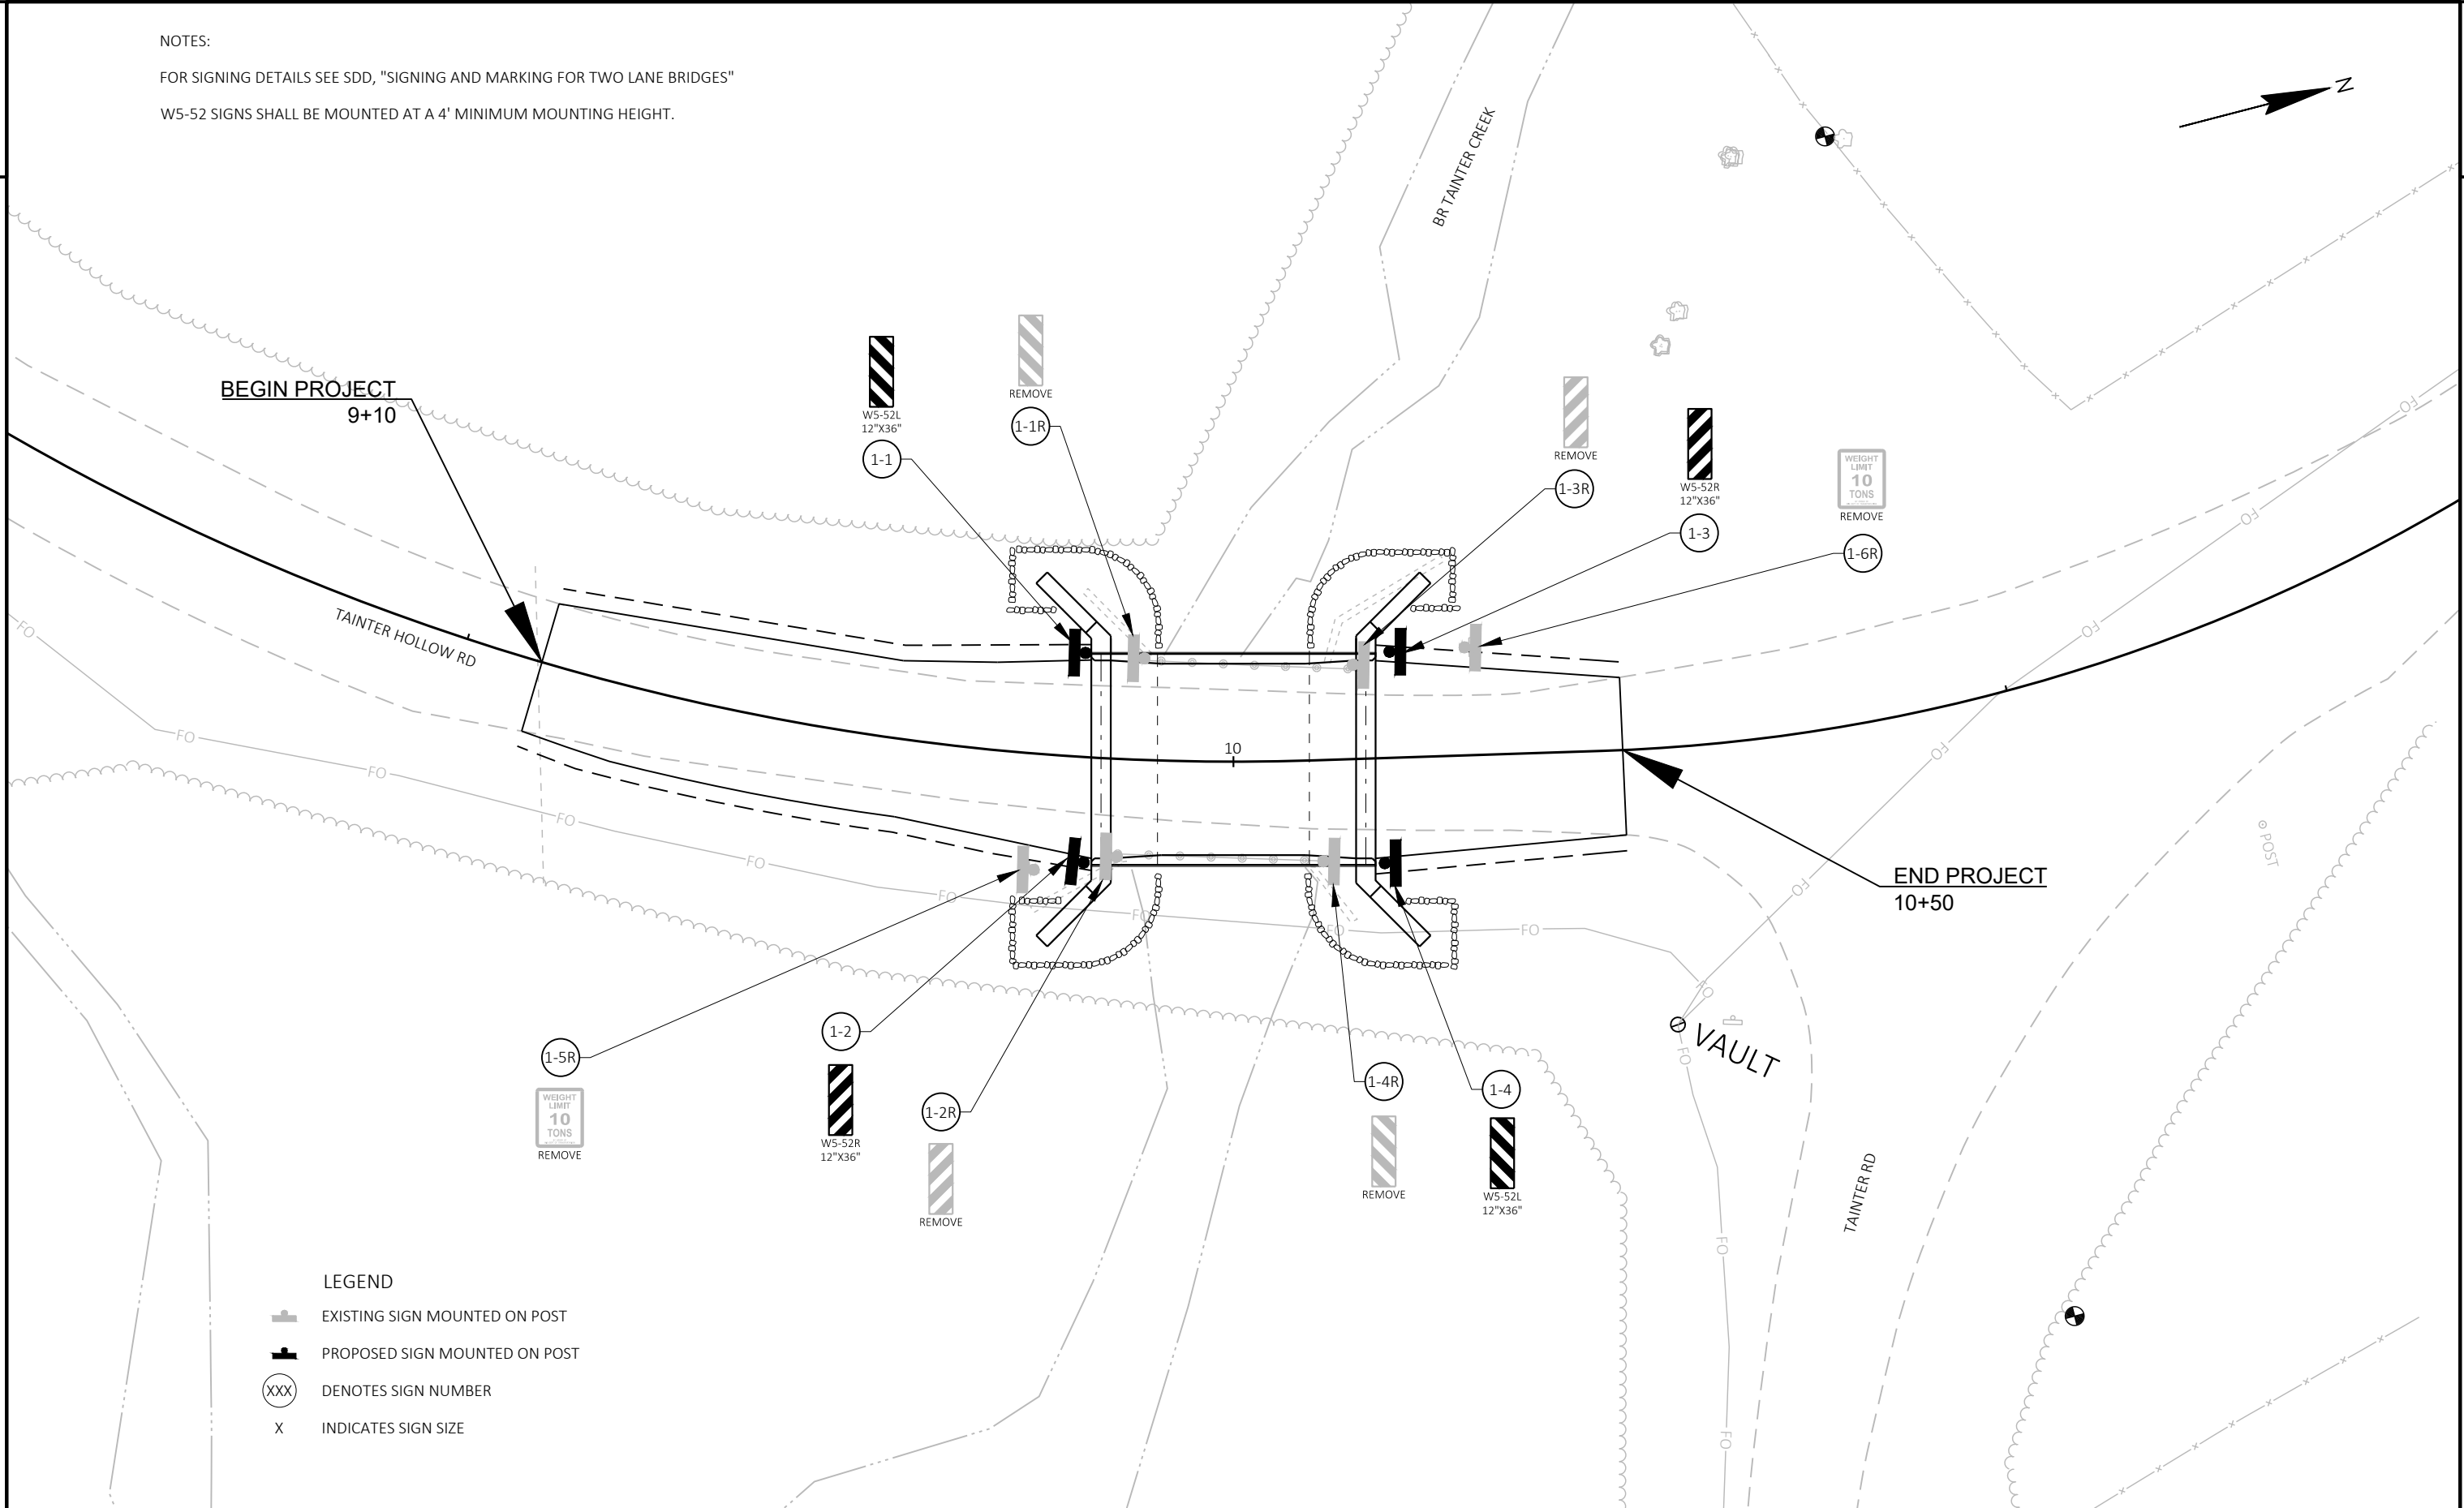 NOTES:
FOR SIGNING DETAILS SEE SDD, "SIGNING AND MARKING FOR TWO LANE BRIDGES"
W5-52 SIGNS SHALL BE MOUNTED AT A 4' MINIMUM MOUNTING HEIGHT.
N
BR TAINTER CREEK
BEGIN PROJECT
9+10
W5-52L
12"X36"
1-1
REMOVE
1-1R
REMOVE
1-3R
W5-52R
12"X36"
1-3
WEIGHT
LIMIT
10
TONS
REMOVE
1-6R
FO
FO
FO
FO
FO
FO
TAINTER HOLLOW RD
FO
FO
FO
FO
FO
FO
FO
FO
FO
10
POST
END PROJECT
10+50
VAULT
FO
FO
FO
TAINTER RD
1-5R
WEIGHT
LIMIT
10
TONS
REMOVE
1-2
W5-52R
12"X36"
1-2R
REMOVE
1-4R
REMOVE
1-4
W5-52L
12"X36"
LEGEND
EXISTING SIGN MOUNTED ON POST
PROPOSED SIGN MOUNTED ON POST
XXX DENOTES SIGN NUMBER
X INDICATES SIGN SIZE